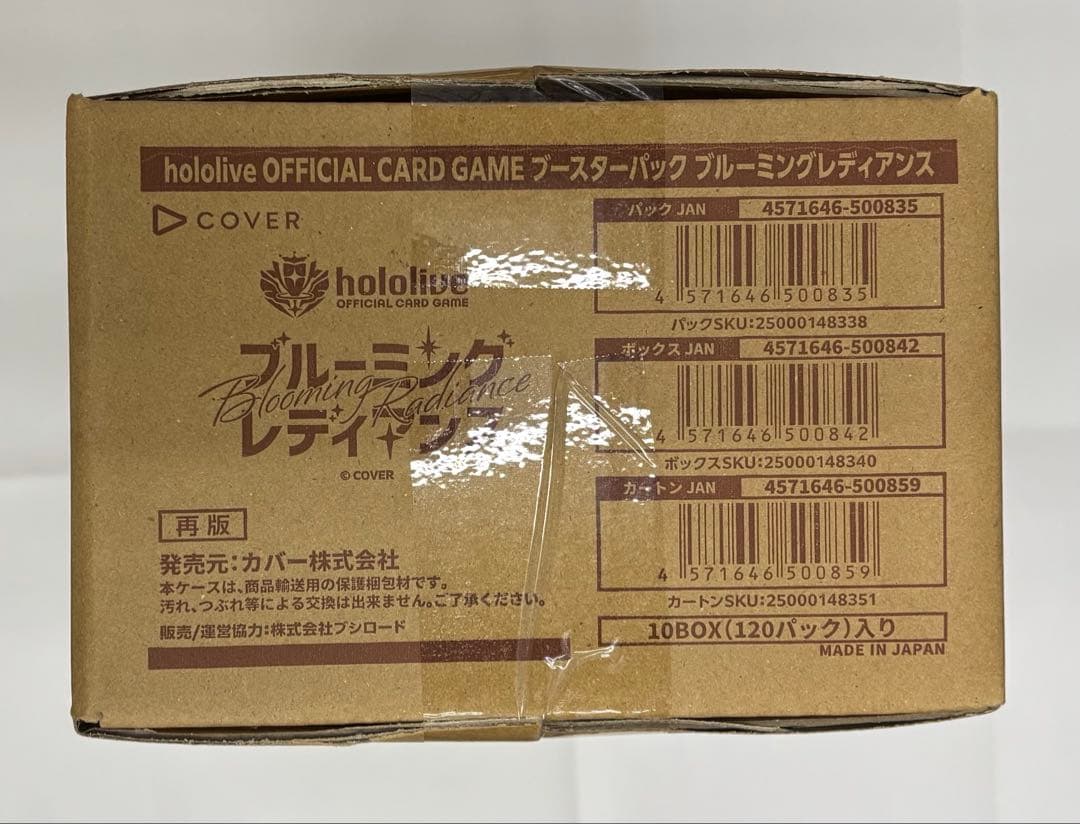 hololive OFFICIAL CARD GAME ブースターパック ブルーミングレディアンス
COVER
hololive
OFFICIAL CARD GAME
ブルーミング
Blooming Radiance
レディアンス
© COVER
再版
発売元:カバー株式会社
本ケースは、商品輸送用の保護梱包材です。
汚れ、つぶれ等による交換は出来ません。ご了承ください。
販売/運営協力:株式会社ブシロード
パック JAN 4571646-500835
4 571646 500835
パックSKU:25000148338
ボックス JAN 4571646-500842
4 571646 500842
ボックスSKU:25000148340
カートン JAN 4571646-500859
4 571646 500859
カートンSKU:25000148351
10BOX(120パック)入り
MADE IN JAPAN